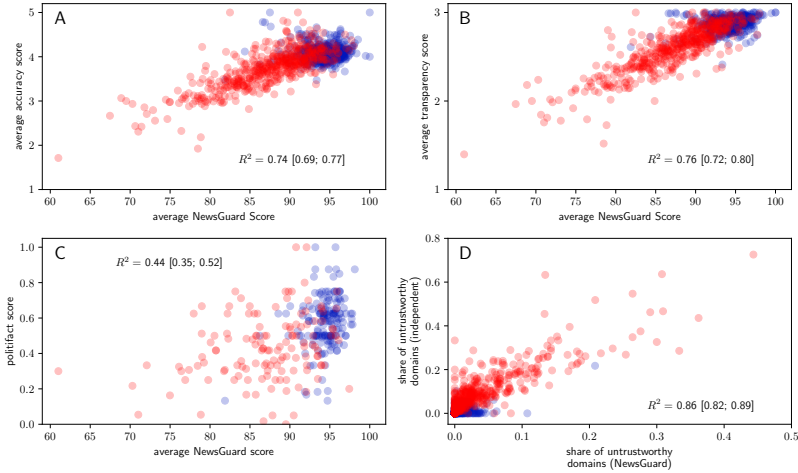 A
5
4
3
2
1
average accuracy score
R² = 0.74 [0.69; 0.77]
60 65 70 75 80 85 90 95 100
average NewsGuard Score
B
3
2
1
average transparency score
R² = 0.76 [0.72; 0.80]
60 65 70 75 80 85 90 95 100
average NewsGuard Score
C
1.0
0.8
0.6
0.4
0.2
0.0
politifact score
R² = 0.44 [0.35; 0.52]
60 65 70 75 80 85 90 95 100
average NewsGuard score
D
0.8
0.6
0.4
0.2
0.0
share of untrustworthy
domains (independent)
R² = 0.86 [0.82; 0.89]
0.0 0.1 0.2 0.3 0.4 0.5
share of untrustworthy
domains (NewsGuard)